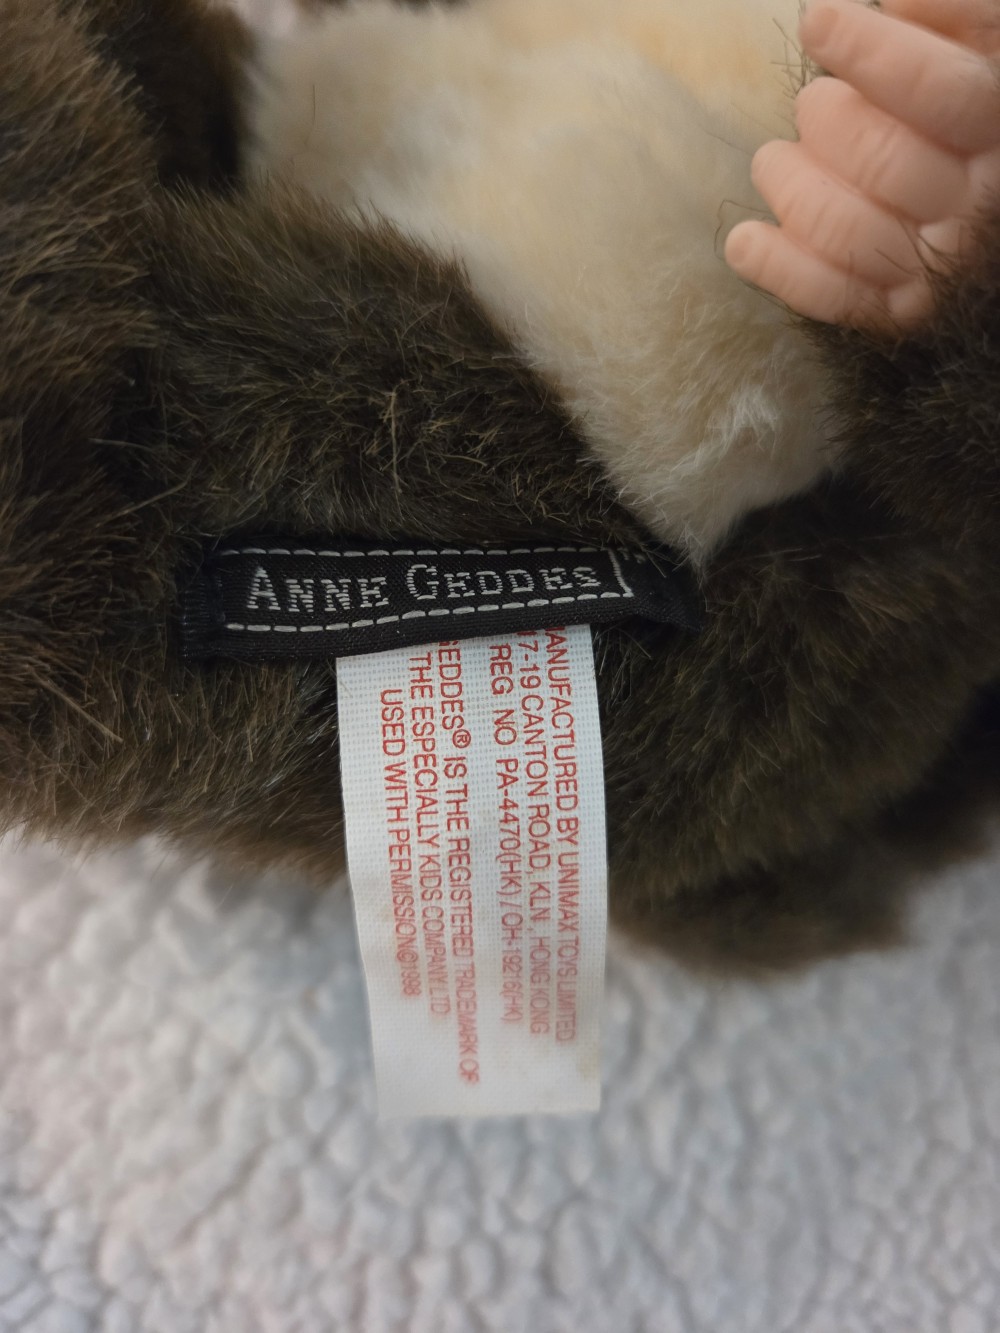 ANNE GEDDES
MANUFACTURED BY UNIMAX TOYS LIMITED
17-19 CANTON ROAD, KLN., HONG KONG
REG NO PA-4470(HK) / OH-19216(HK)
GEDDES® IS THE REGISTERED TRADEMARK OF
THE ESPECIALLY KIDS COMPANY LTD
USED WITH PERMISSION©1998